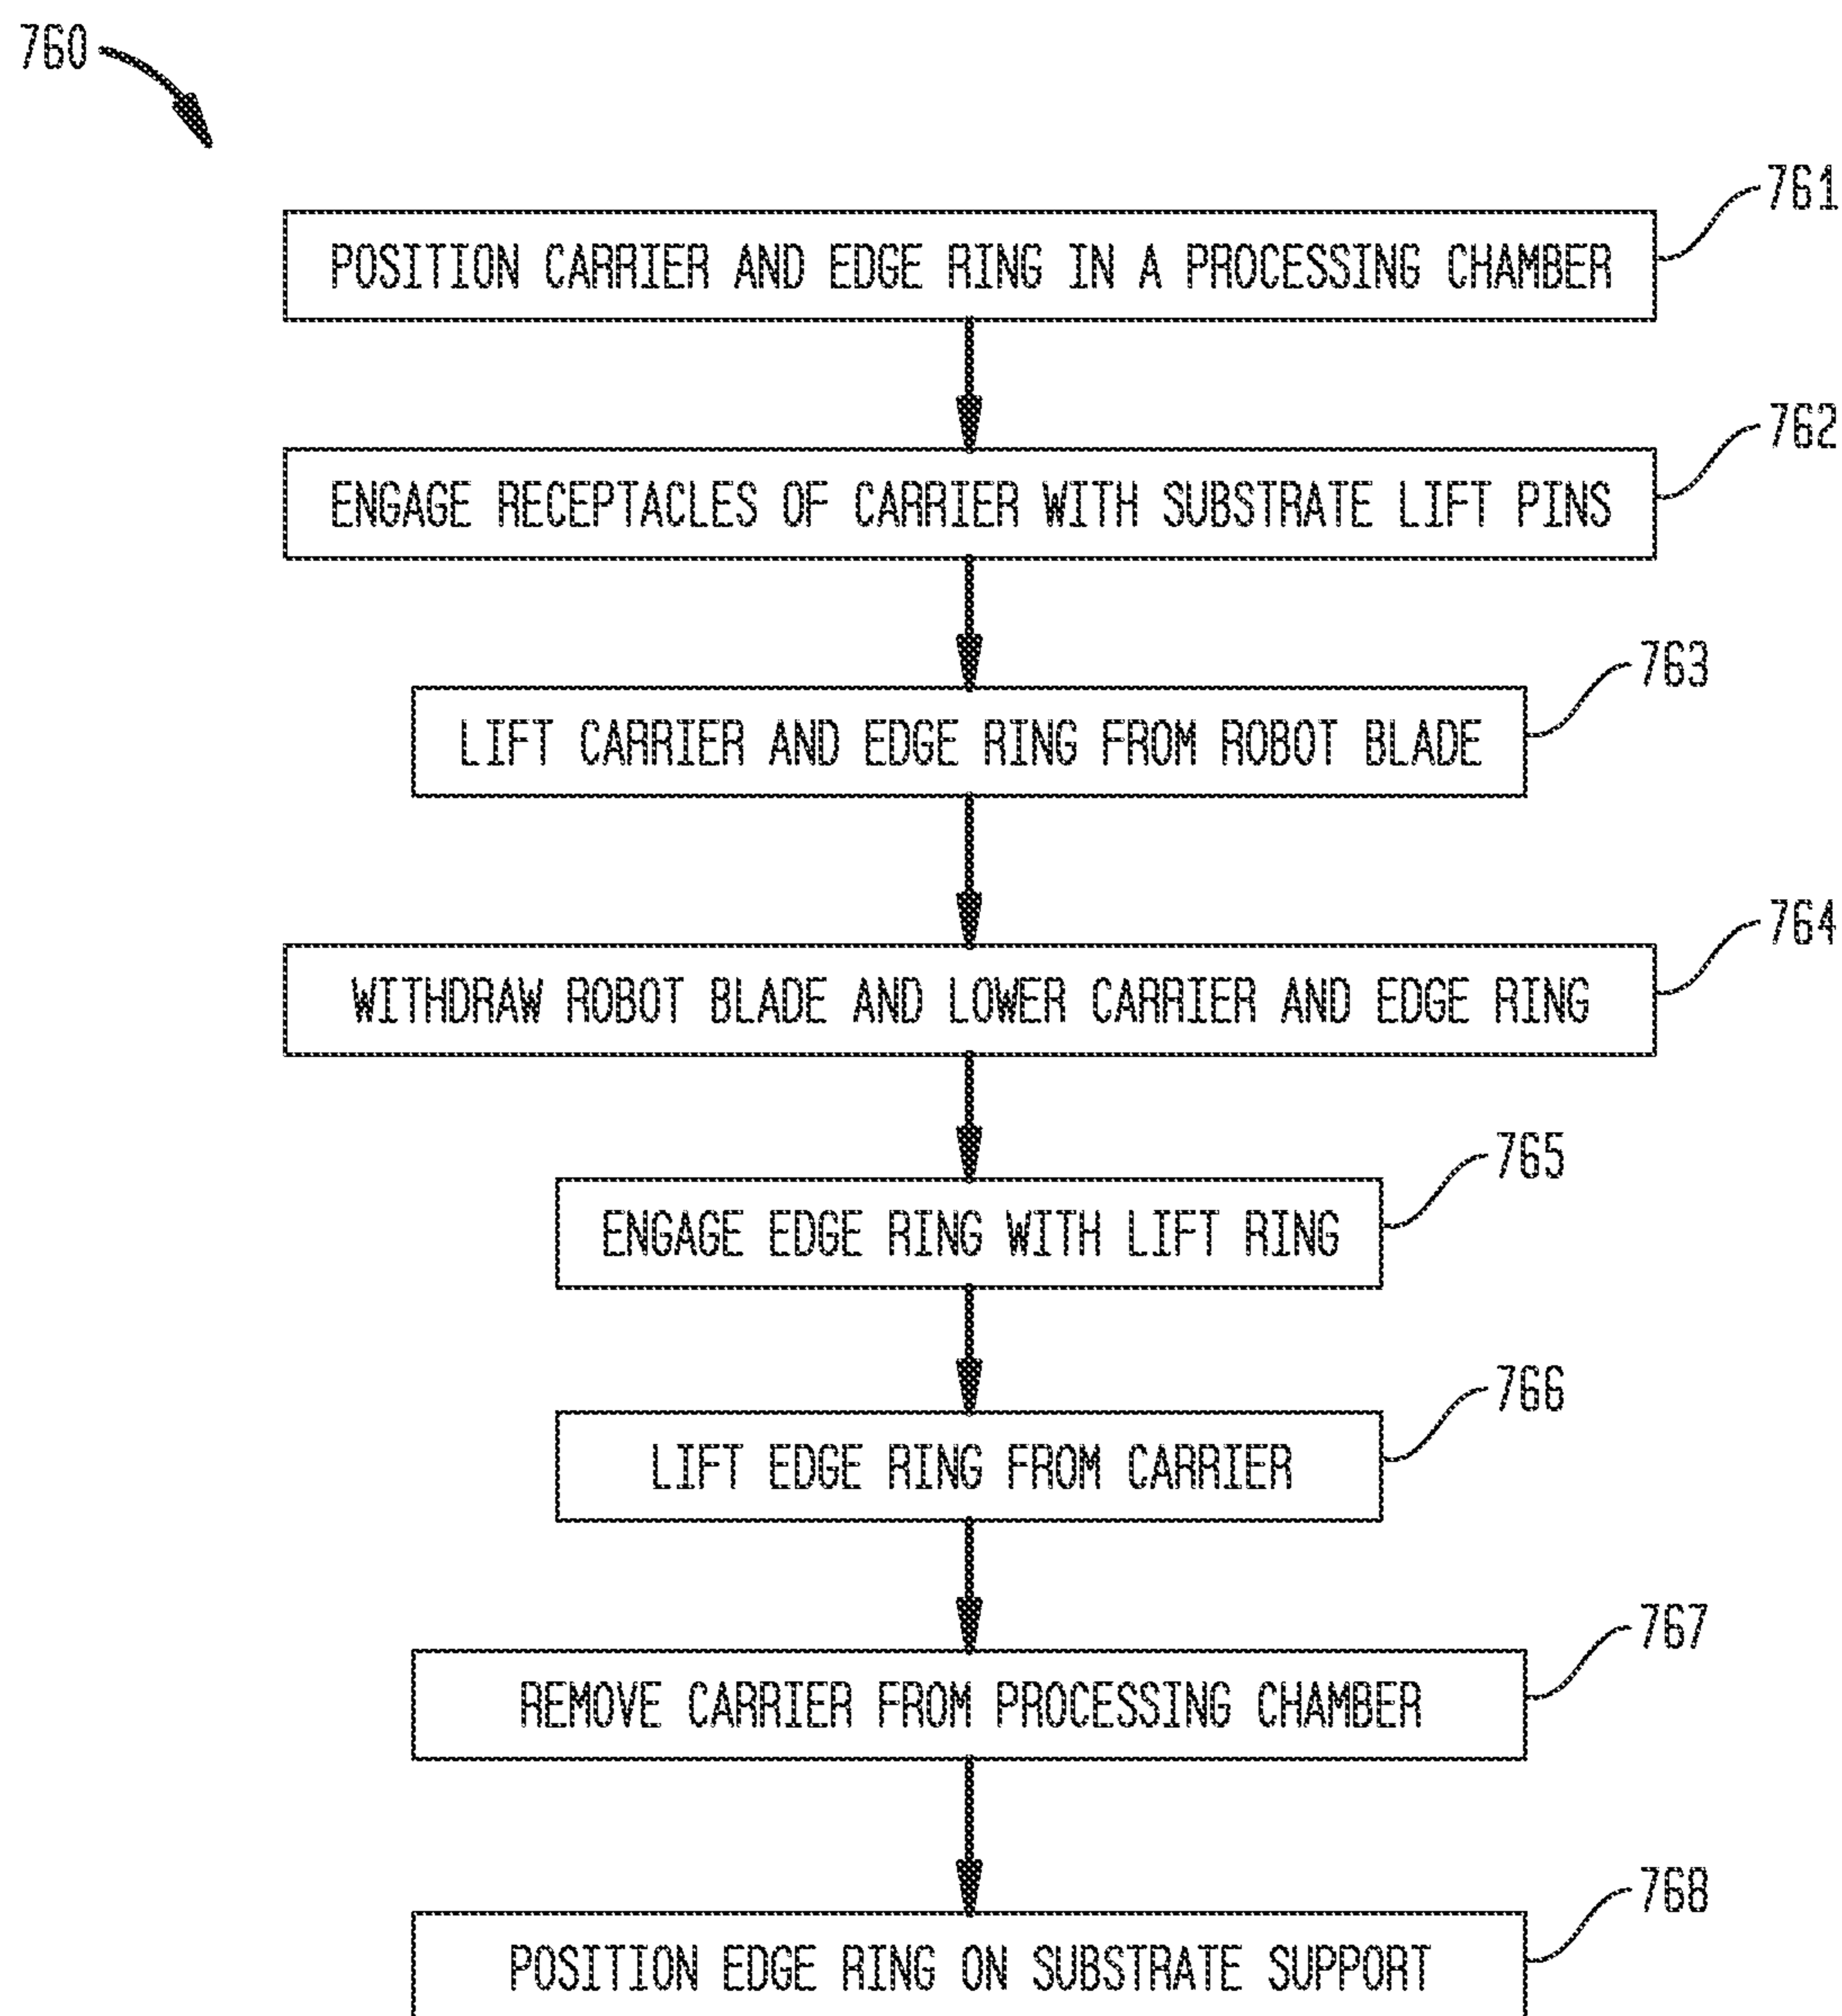 760
761
POSITION CARRIER AND EDGE RING IN A PROCESSING CHAMBER
762
ENGAGE RECEPTACLES OF CARRIER WITH SUBSTRATE LIFT PINS
763
LIFT CARRIER AND EDGE RING FROM ROBOT BLADE
764
WITHDRAW ROBOT BLADE AND LOWER CARRIER AND EDGE RING
765
ENGAGE EDGE RING WITH LIFT RING
766
LIFT EDGE RING FROM CARRIER
767
REMOVE CARRIER FROM PROCESSING CHAMBER
768
POSITION EDGE RING ON SUBSTRATE SUPPORT